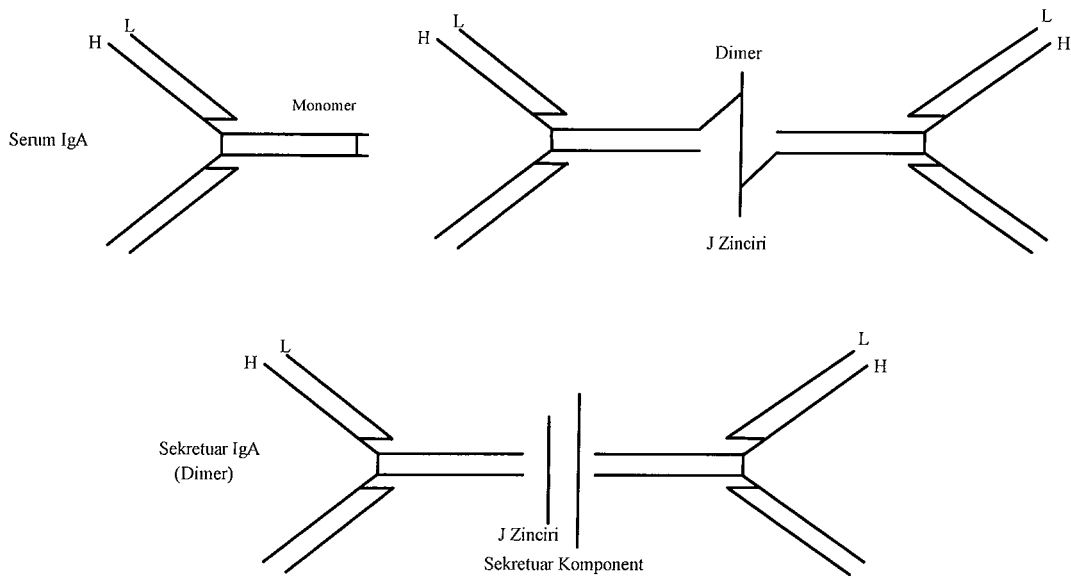 H
L
Monomer
Serum IgA
H
L
Dimer
J Zinciri
L
H
H
L
Sekretuar IgA
(Dimer)
J Zinciri
Sekretuar Komponent
L
H